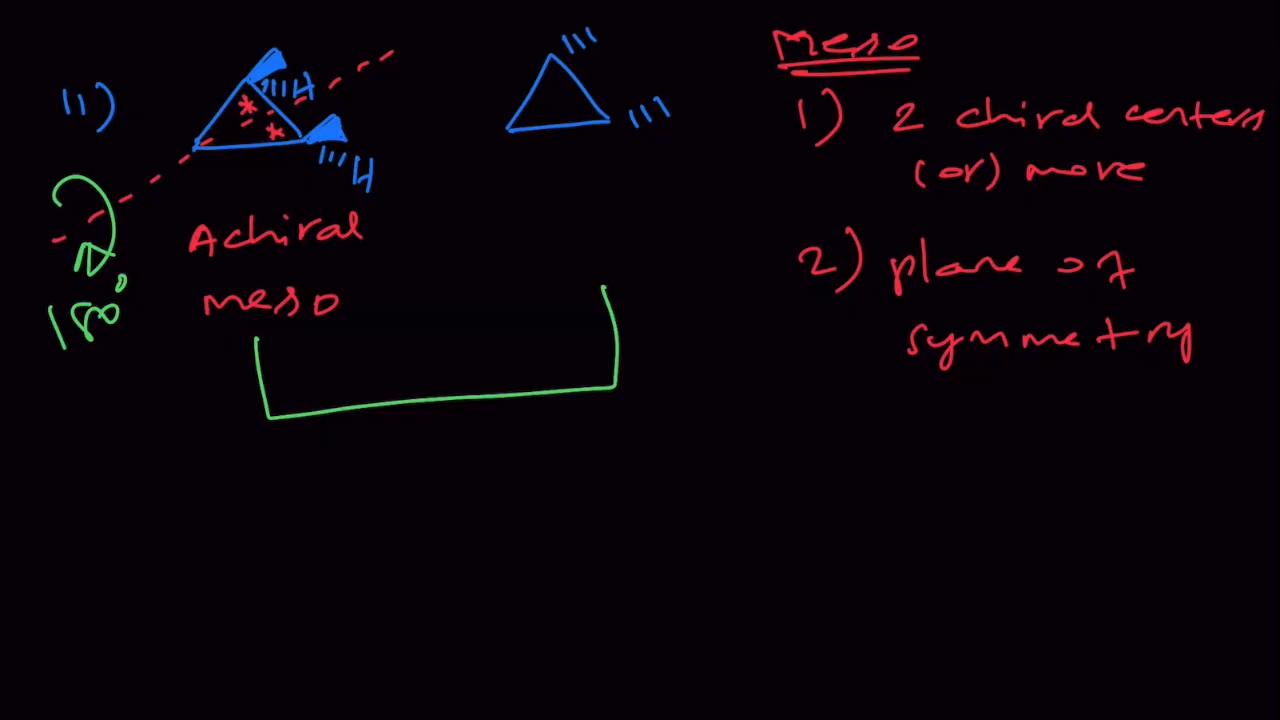 11)
H
H
* *
Achiral
meso
180°
Meso
1) 2 chiral centers
(or) more
2) plane of
symmetry